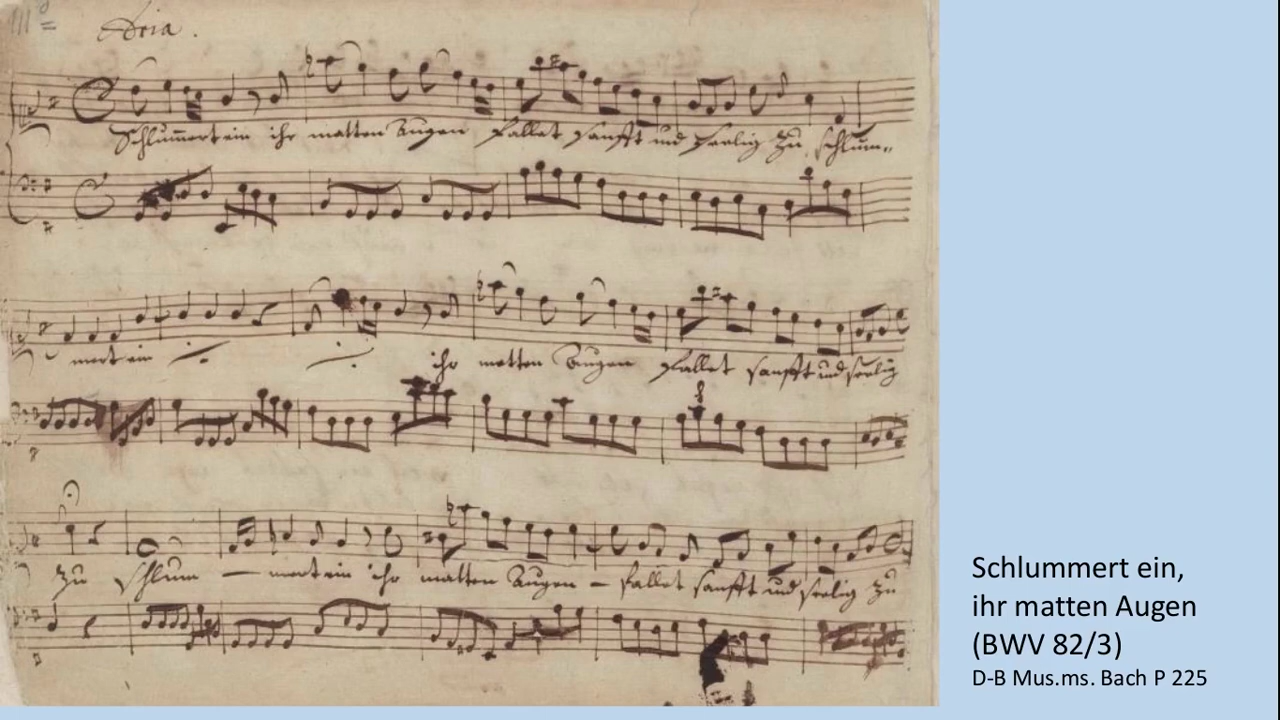 Aria.
Schlum̄ert ein ihr matten Augen fallet sanfft und seelig zu, schlum-
mert ein ihr matten Augen fallet sanfft und seelig
zu schlum — mert ein ihr matten Augen – fallet sanfft und seelig zu
Schlummert ein,
ihr matten Augen
(BWV 82/3)
D-B Mus.ms. Bach P 225